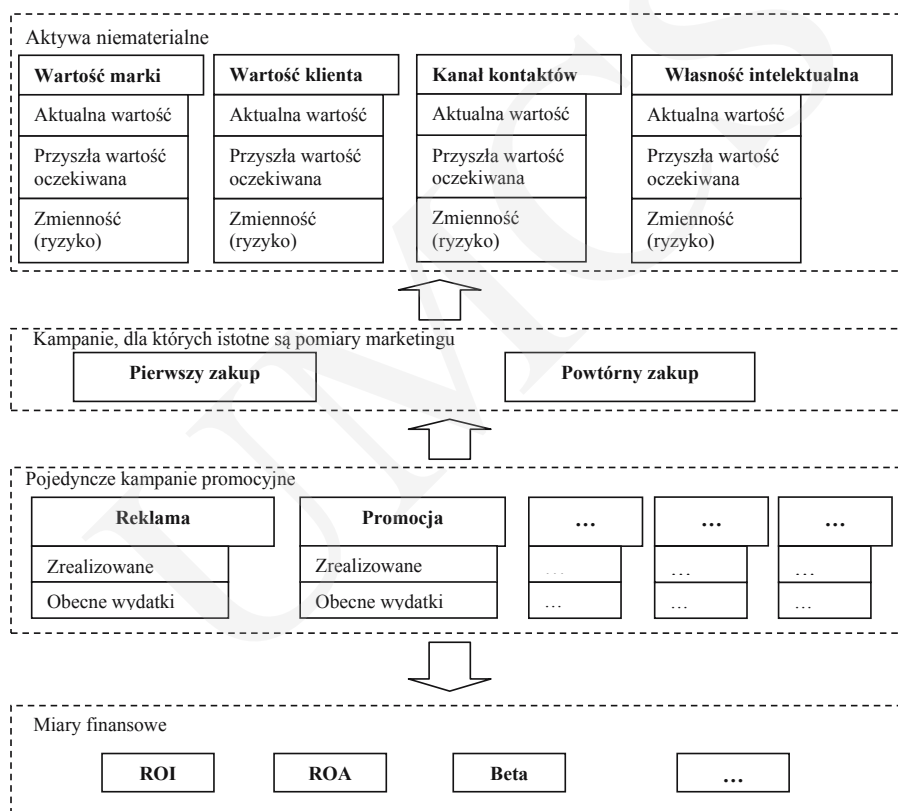 Aktywa niematerialne
Wartość marki
Wartość klienta
Kanał kontaktów
Własność intelektualna
Aktualna wartość
Aktualna wartość
Aktualna wartość
Aktualna wartość
Przyszła wartość
oczekiwana
Przyszła wartość
oczekiwana
Przyszła wartość
oczekiwana
Przyszła wartość
oczekiwana
Zmienność
(ryzyko)
Zmienność
(ryzyko)
Zmienność
(ryzyko)
Zmienność
(ryzyko)
Kampanie, dla których istotne są pomiary marketingu
Pierwszy zakup
Powtórny zakup
Pojedyncze kampanie promocyjne
Reklama
Promocja
…
…
…
Zrealizowane
Zrealizowane
…
…
…
Obecne wydatki
Obecne wydatki
…
…
…
Miary finansowe
ROI
ROA
Beta
…
UMCS